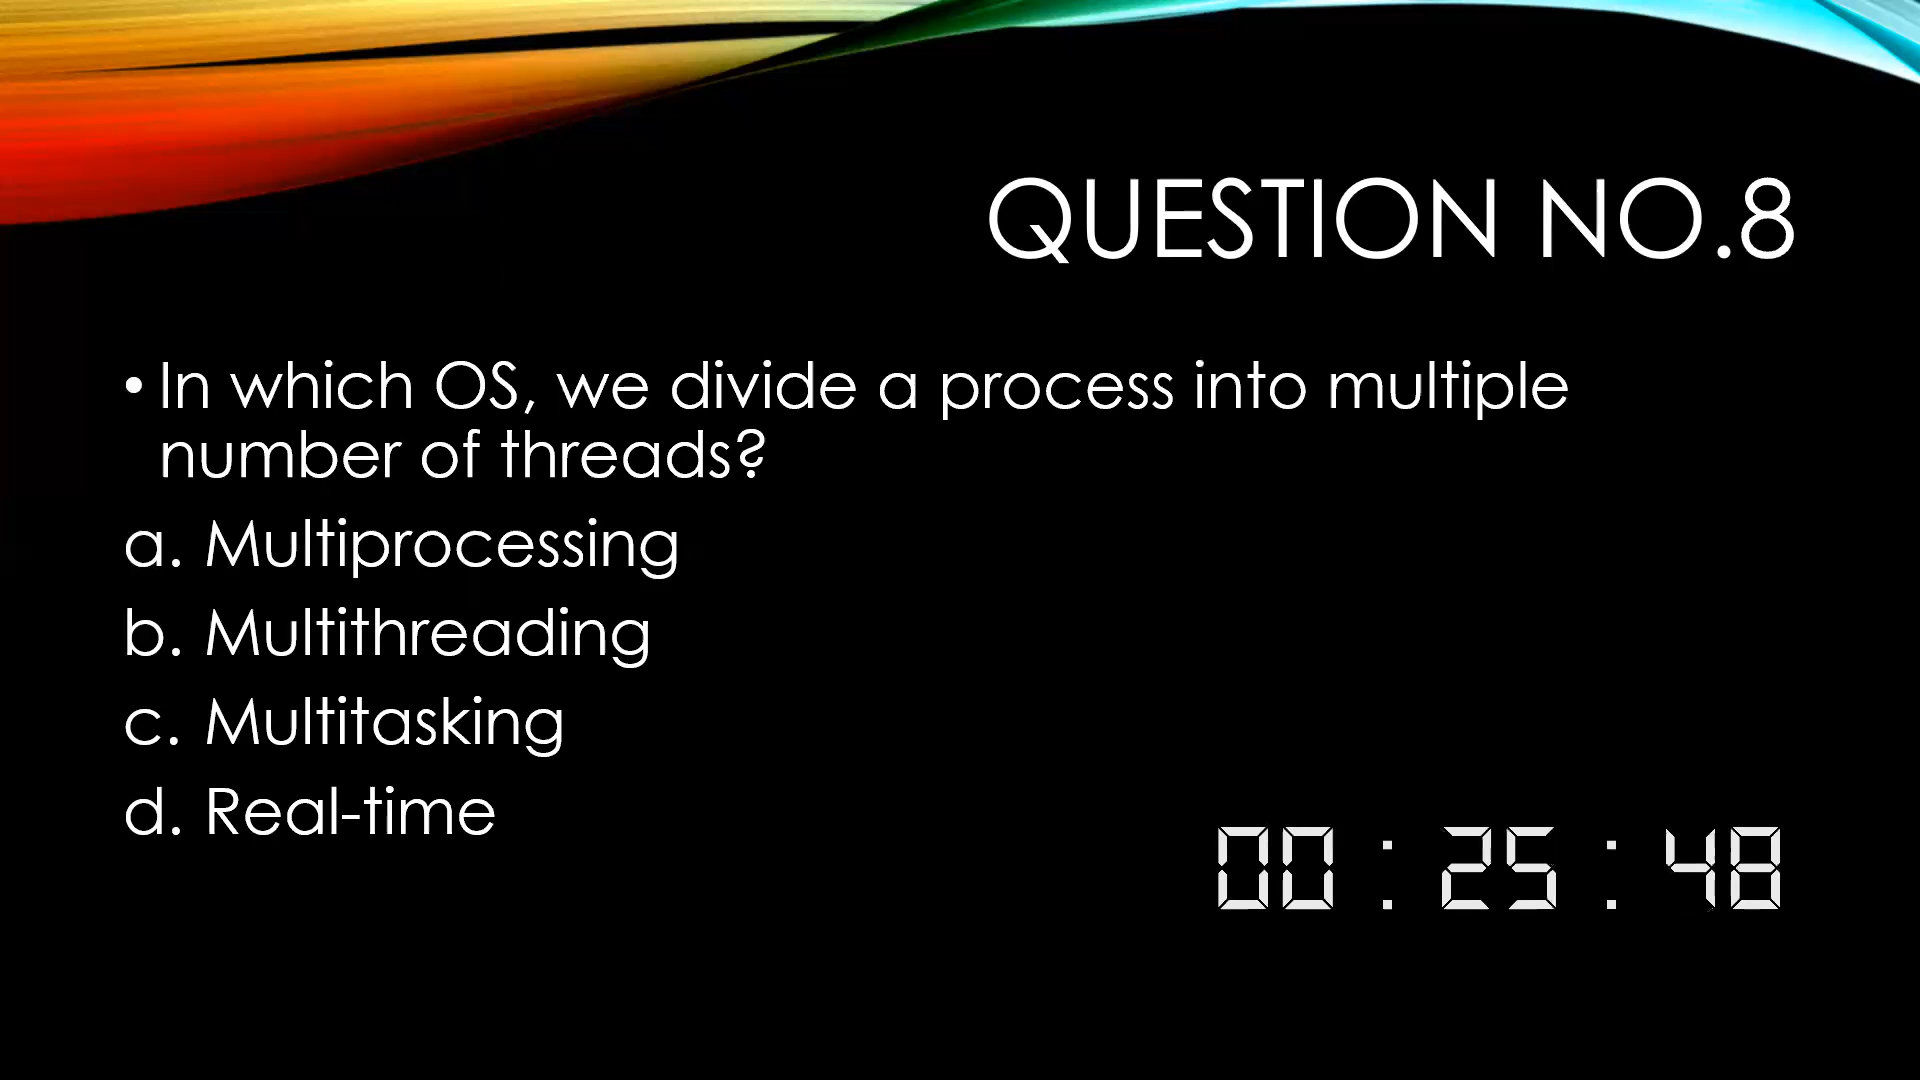 QUESTION NO.8
• In which OS, we divide a process into multiple
number of threads?
a. Multiprocessing
b. Multithreading
c. Multitasking
d. Real-time
00 : 25 : 48